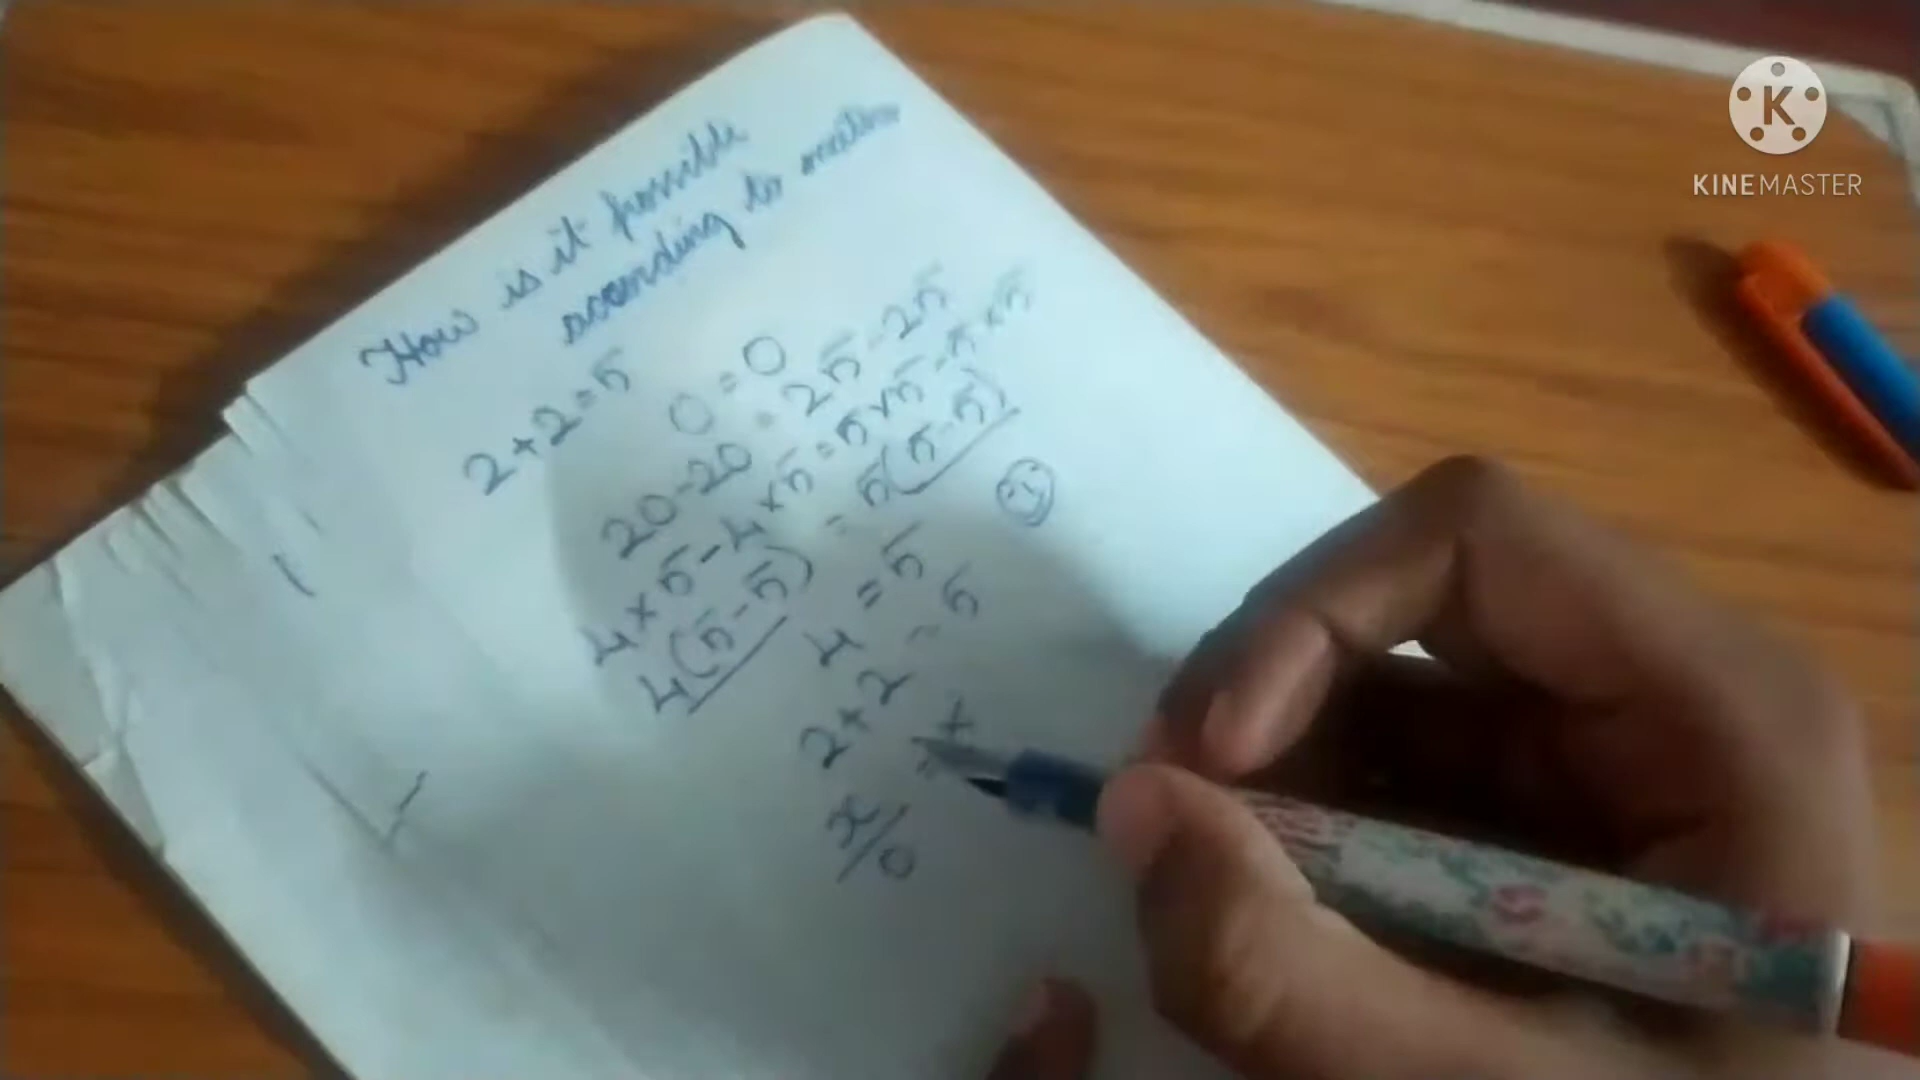 How is it possible
according to maths
2+2=5
0=0
20-20=25-25
4×5-4×5=5×5-5×5
4(5-5)=5(5-5)
4=5
2+2=5
x/0 = x
K
KINEMASTER